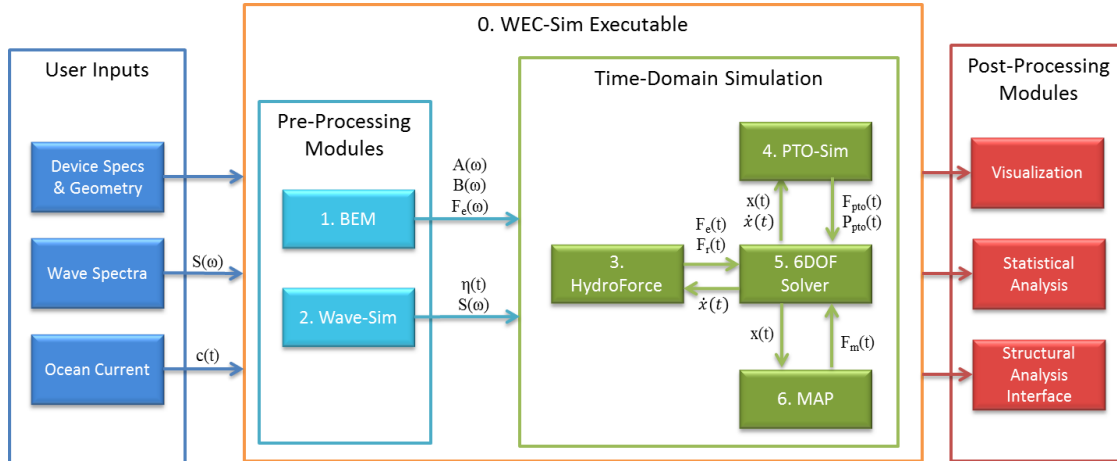 0. WEC-Sim Executable
User Inputs
Device Specs
& Geometry
Wave Spectra
S(ω)
Ocean Current
c(t)
Pre-Processing
Modules
1. BEM
2. Wave-Sim
A(ω)
B(ω)
Fₑ(ω)
η(t)
S(ω)
Time-Domain Simulation
4. PTO-Sim
x(t)
ẋ(t)
Fₚₜₒ(t)
Pₚₜₒ(t)
Fₑ(t)
Fᵣ(t)
3.
HydroForce
5. 6DOF
Solver
ẋ(t)
x(t)
Fₘ(t)
6. MAP
Post-Processing
Modules
Visualization
Statistical
Analysis
Structural
Analysis
Interface